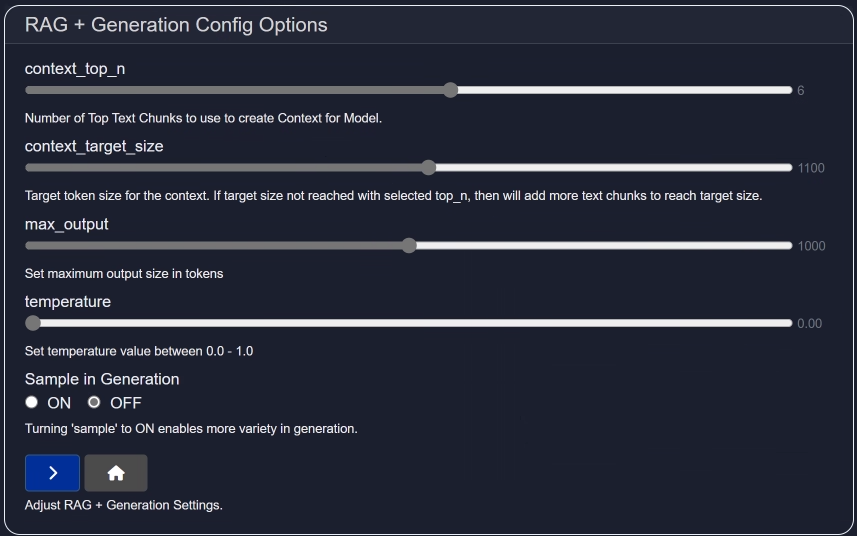 RAG + Generation Config Options
context_top_n
6
Number of Top Text Chunks to use to create Context for Model.
context_target_size
1100
Target token size for the context. If target size not reached with selected top_n, then will add more text chunks to reach target size.
max_output
1000
Set maximum output size in tokens
temperature
0.00
Set temperature value between 0.0 - 1.0
Sample in Generation
ON OFF
Turning 'sample' to ON enables more variety in generation.
Adjust RAG + Generation Settings.